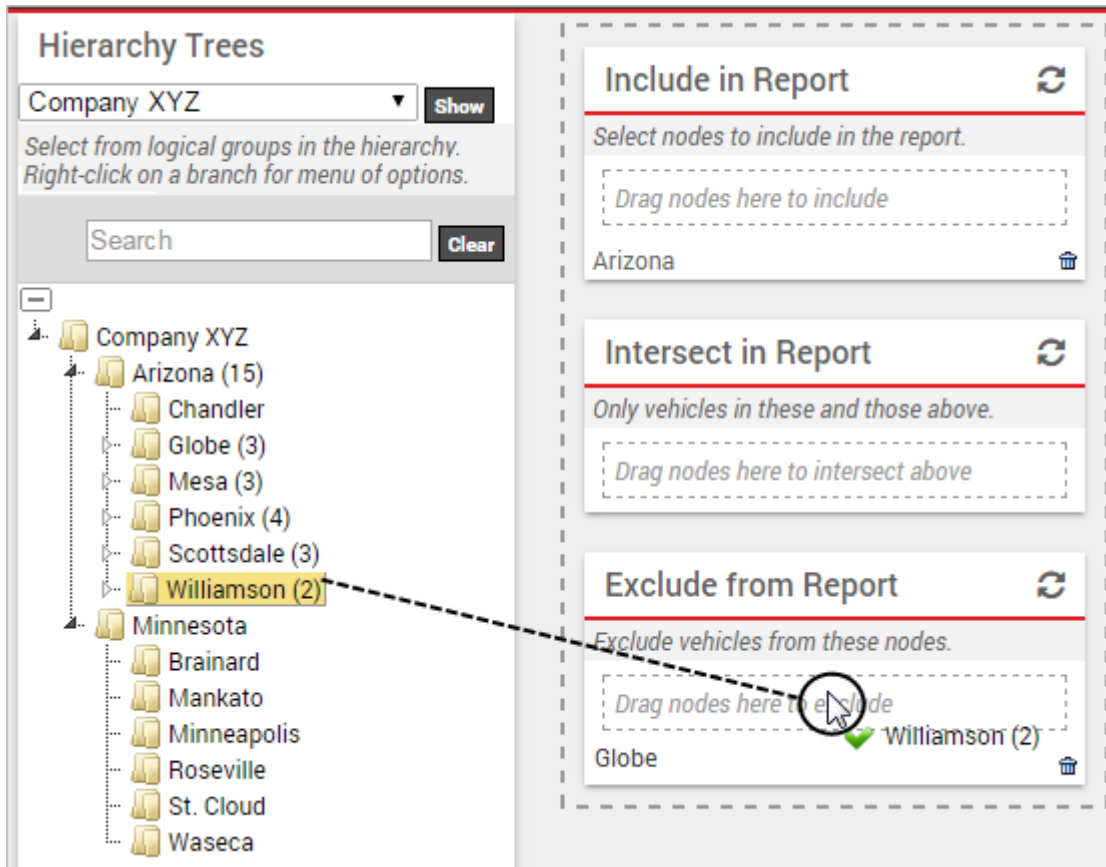 Hierarchy Trees
Company XYZ
Show
Select from logical groups in the hierarchy.
Right-click on a branch for menu of options.
Search
Clear
Company XYZ
Arizona (15)
Chandler
Globe (3)
Mesa (3)
Phoenix (4)
Scottsdale (3)
Williamson (2)
Minnesota
Brainard
Mankato
Minneapolis
Roseville
St. Cloud
Waseca
Include in Report
Select nodes to include in the report.
Drag nodes here to include
Arizona
Intersect in Report
Only vehicles in these and those above.
Drag nodes here to intersect above
Exclude from Report
Exclude vehicles from these nodes.
Drag nodes here to exclude
Williamson (2)
Globe